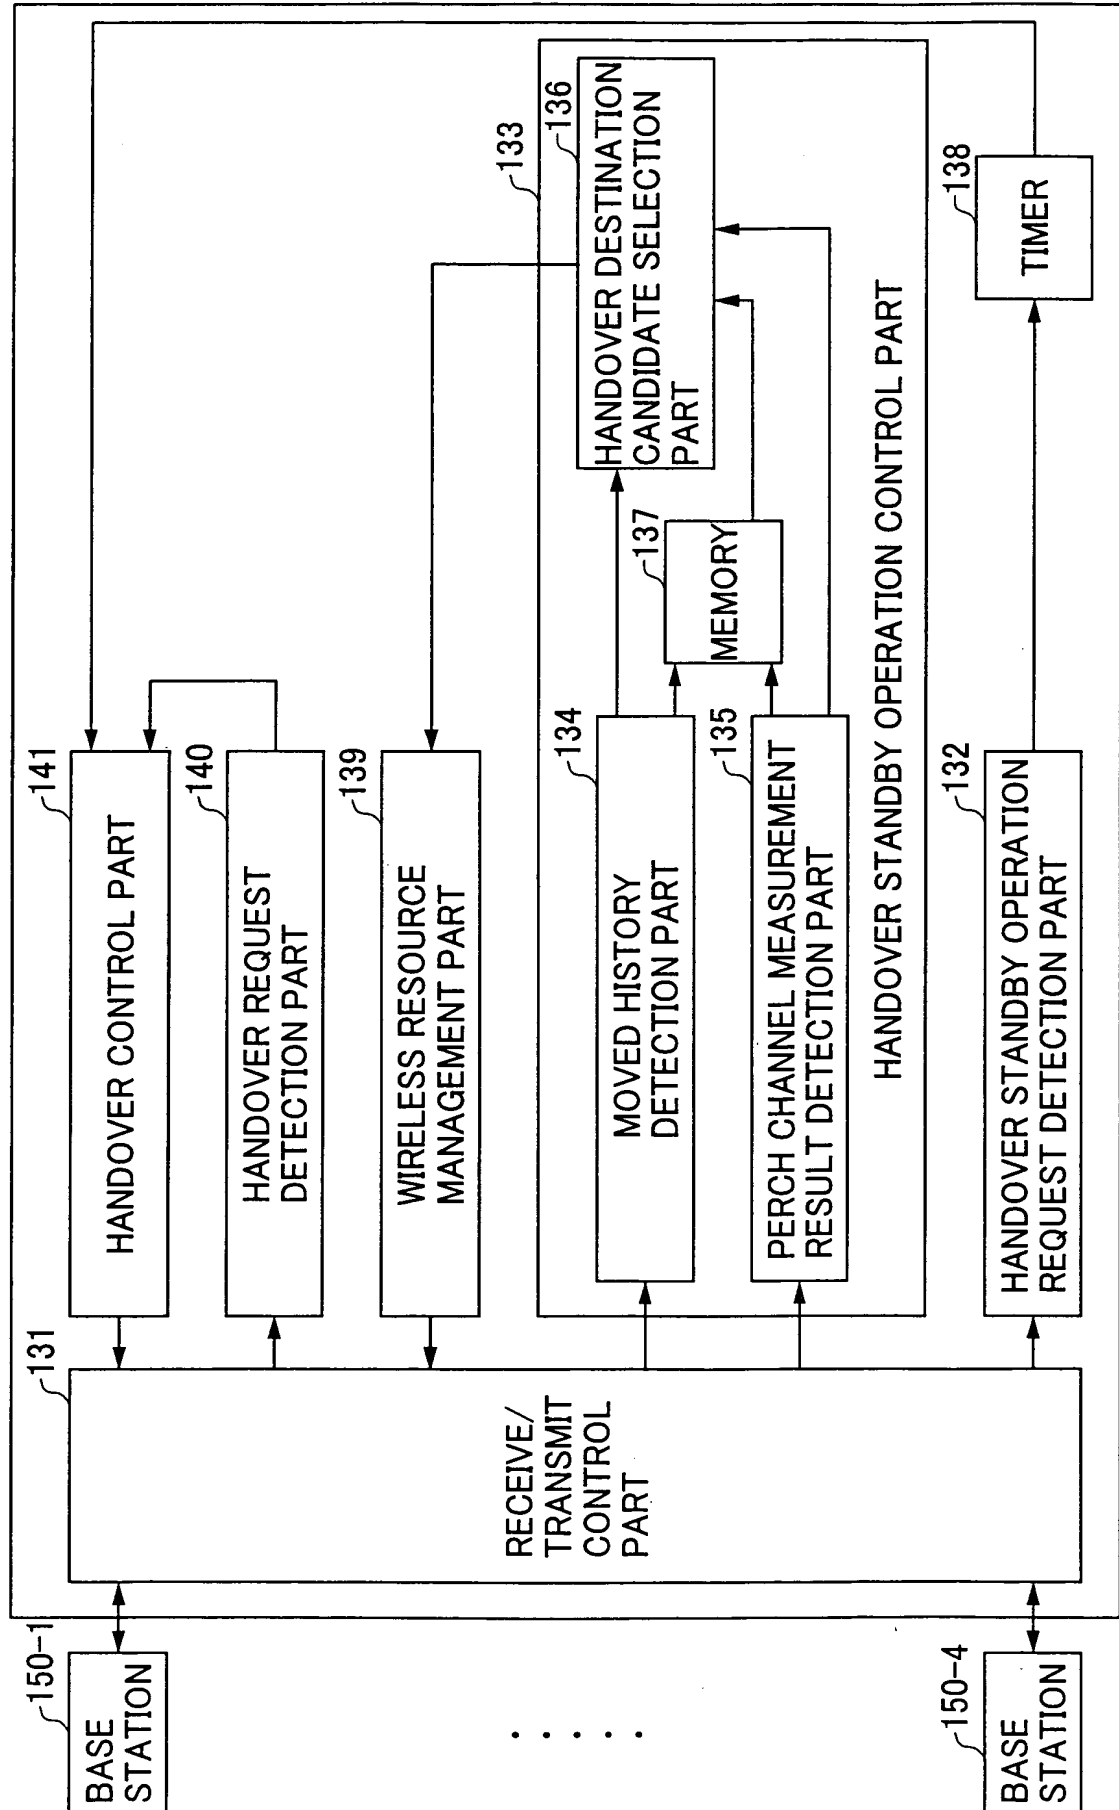 150-1
BASE
STATION
150-4
BASE
STATION
131
RECEIVE/
TRANSMIT
CONTROL
PART
141
HANDOVER CONTROL PART
140
HANDOVER REQUEST
DETECTION PART
139
WIRELESS RESOURCE
MANAGEMENT PART
133
134
MOVED HISTORY
DETECTION PART
135
PERCH CHANNEL MEASUREMENT
RESULT DETECTION PART
137
MEMORY
136
HANDOVER DESTINATION
CANDIDATE SELECTION
PART
HANDOVER STANDBY OPERATION CONTROL PART
132
HANDOVER STANDBY OPERATION
REQUEST DETECTION PART
138
TIMER